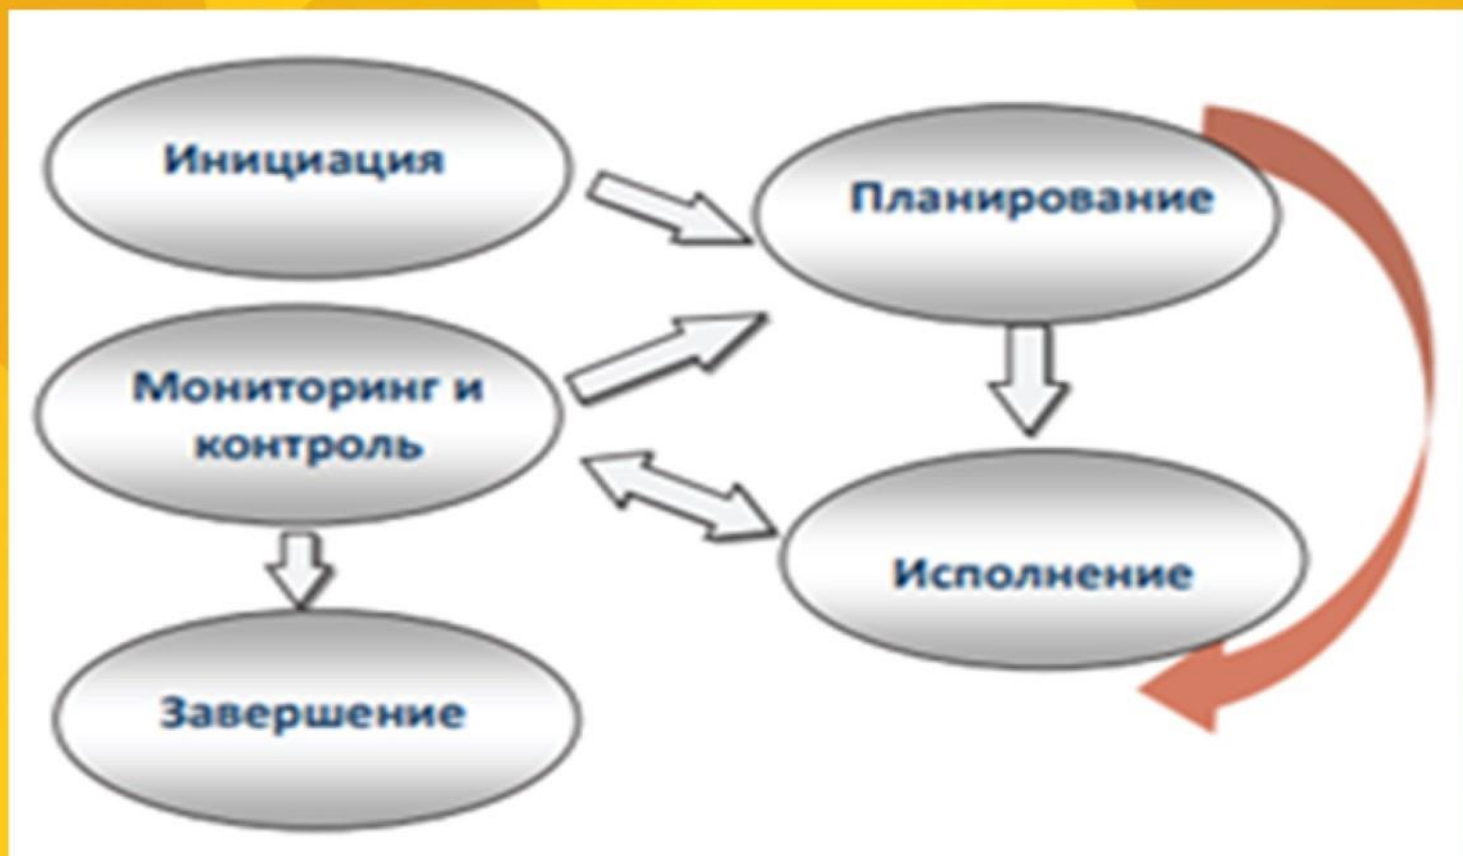 Инициация
Планирование
Мониторинг и
контроль
Исполнение
Завершение